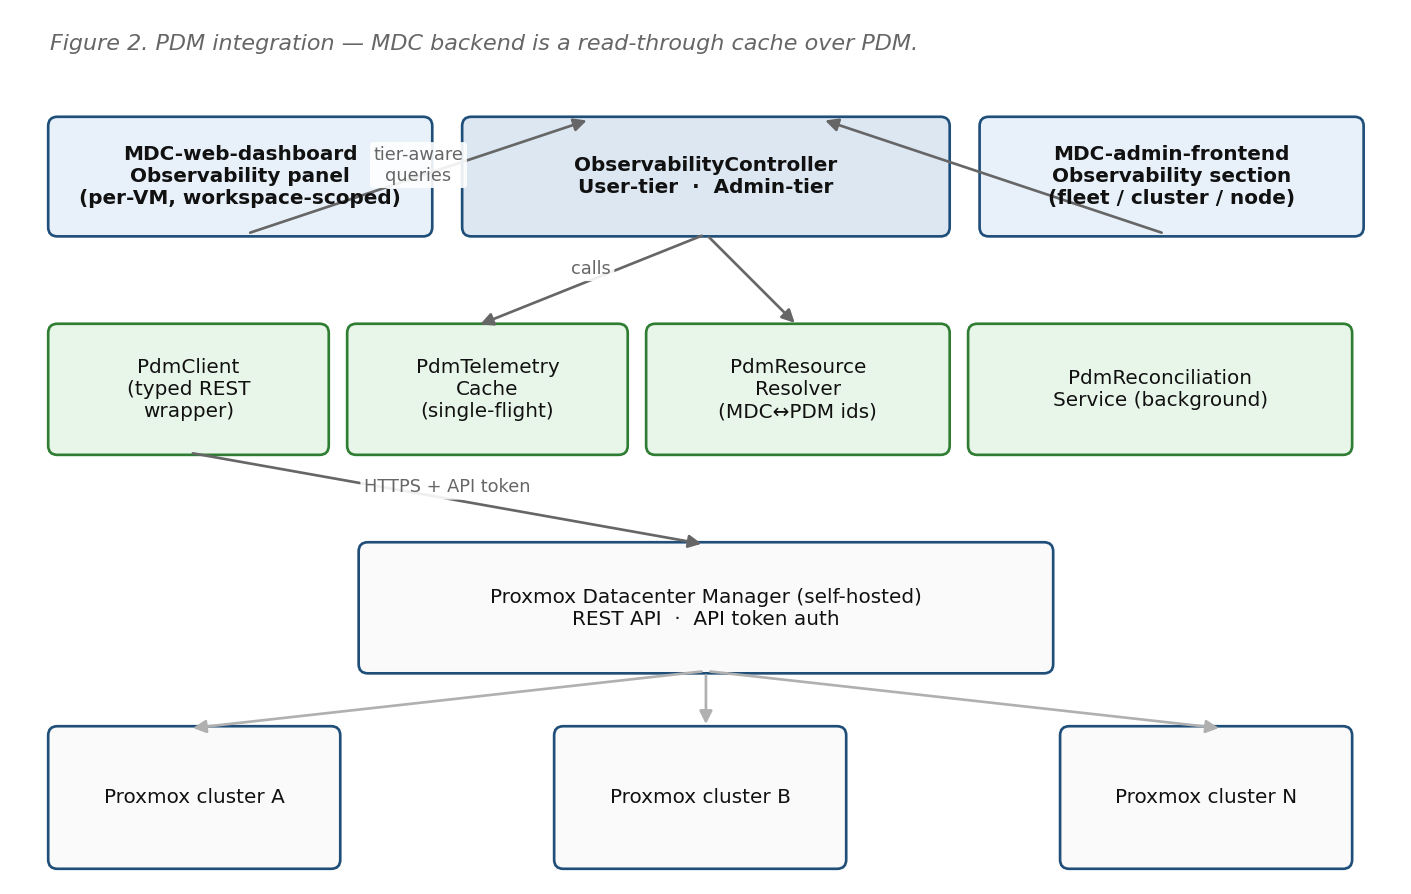 Figure 2. PDM integration — MDC backend is a read-through cache over PDM.
MDC-web-dashboard
Observability panel
(per-VM, workspace-scoped)
tier-aware
queries
ObservabilityController
User-tier · Admin-tier
MDC-admin-frontend
Observability section
(fleet / cluster / node)
calls
PdmClient
(typed REST
wrapper)
PdmTelemetry
Cache
(single-flight)
PdmResource
Resolver
(MDC↔PDM ids)
PdmReconciliation
Service (background)
HTTPS + API token
Proxmox Datacenter Manager (self-hosted)
REST API · API token auth
Proxmox cluster A
Proxmox cluster B
Proxmox cluster N